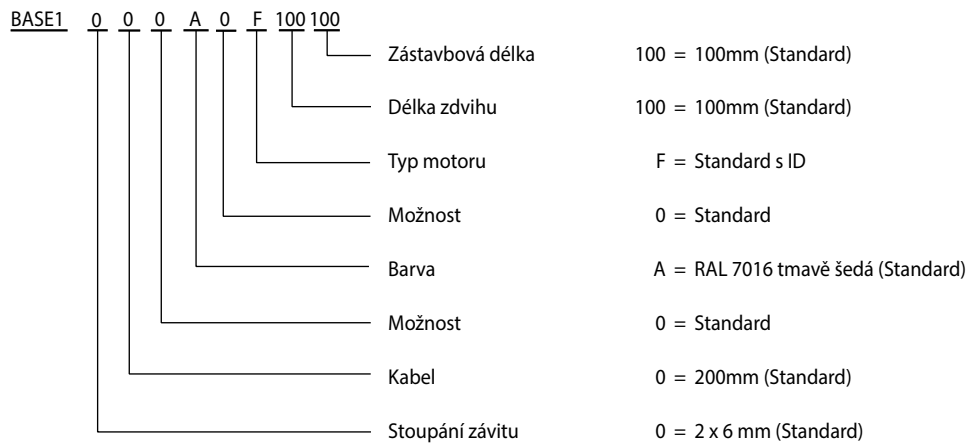 BASE1 0 0 0 A 0 F 100 100
Zástavbová délka 100 = 100mm (Standard)
Délka zdvihu 100 = 100mm (Standard)
Typ motoru F = Standard s ID
Možnost 0 = Standard
Barva A = RAL 7016 tmavě šedá (Standard)
Možnost 0 = Standard
Kabel 0 = 200mm (Standard)
Stoupání závitu 0 = 2 x 6 mm (Standard)